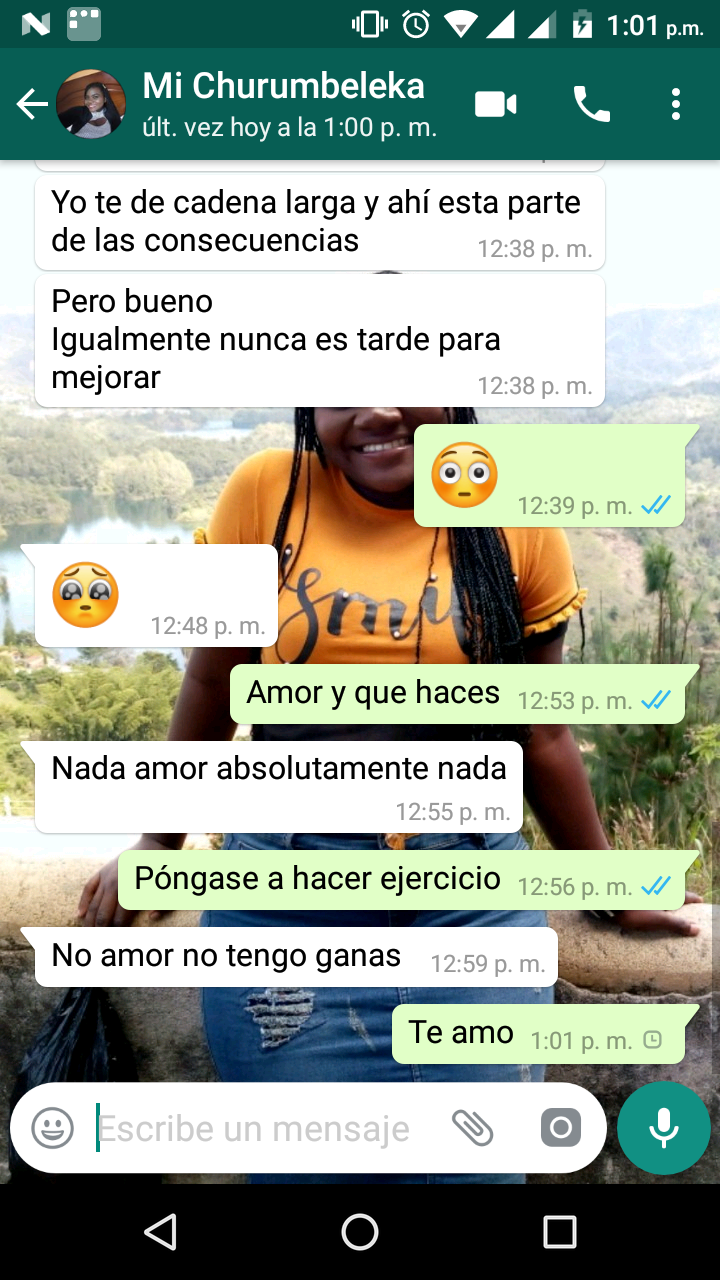 1:01 p.m.
Mi Churumbeleka
últ. vez hoy a la 1:00 p. m.
Yo te de cadena larga y ahí esta parte
de las consecuencias
12:38 p. m.
Pero bueno
Igualmente nunca es tarde para
mejorar
12:38 p. m.
12:39 p. m.
12:48 p. m.
smi
Amor y que haces 12:53 p. m.
Nada amor absolutamente nada
12:55 p. m.
Póngase a hacer ejercicio 12:56 p. m.
No amor no tengo ganas 12:59 p. m.
Te amo 1:01 p. m.
Escribe un mensaje